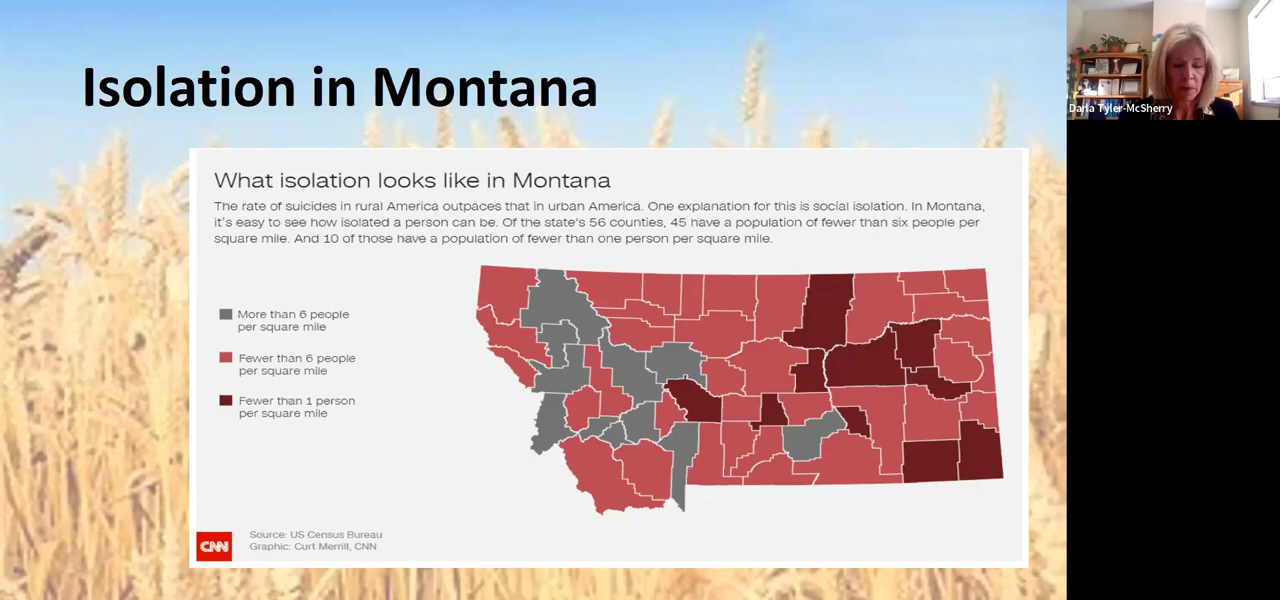 Isolation in Montana
Darla Tyler-McSherry
What isolation looks like in Montana
The rate of suicides in rural America outpaces that in urban America. One explanation for this is social isolation. In Montana,
it's easy to see how isolated a person can be. Of the state's 56 counties, 45 have a population of fewer than six people per
square mile. And 10 of those have a population of fewer than one person per square mile.
More than 6 people
per square mile
Fewer than 6 people
per square mile
Fewer than 1 person
per square mile
CNN
Source: US Census Bureau
Graphic: Curt Merrill, CNN